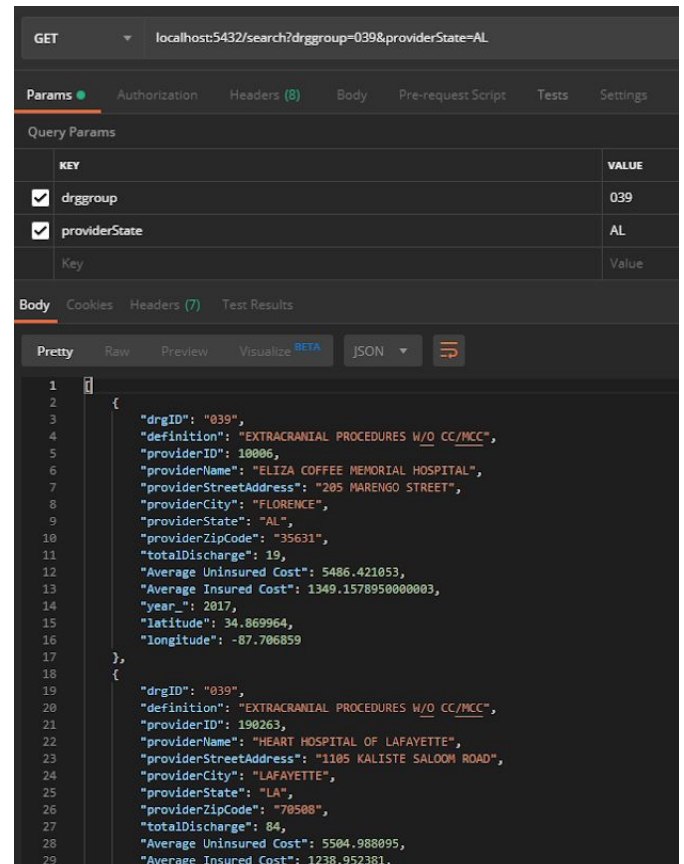 GET localhost:5432/search?drggroup=039&providerState=AL
Params Authorization Headers (8) Body Pre-request Script Tests Settings
Query Params
KEY VALUE
drggroup 039
providerState AL
Key Value
Body Cookies Headers (7) Test Results
Pretty Raw Preview Visualize BETA JSON
1 [
2 {
3 "drgID": "039",
4 "definition": "EXTRACRANIAL PROCEDURES W/O CC/MCC",
5 "providerID": 10006,
6 "providerName": "ELIZA COFFEE MEMORIAL HOSPITAL",
7 "providerStreetAddress": "205 MARENGO STREET",
8 "providerCity": "FLORENCE",
9 "providerState": "AL",
10 "providerZipCode": "35631",
11 "totalDischarge": 19,
12 "Average Uninsured Cost": 5486.421053,
13 "Average Insured Cost": 1349.1578950000003,
14 "year_": 2017,
15 "latitude": 34.869964,
16 "longitude": -87.706859
17 },
18 {
19 "drgID": "039",
20 "definition": "EXTRACRANIAL PROCEDURES W/O CC/MCC",
21 "providerID": 190263,
22 "providerName": "HEART HOSPITAL OF LAFAYETTE",
23 "providerStreetAddress": "1105 KALISTE SALOOM ROAD",
24 "providerCity": "LAFAYETTE",
25 "providerState": "LA",
26 "providerZipCode": "70508",
27 "totalDischarge": 84,
28 "Average Uninsured Cost": 5504.988095,
29 "Average Insured Cost": 1238.952381,